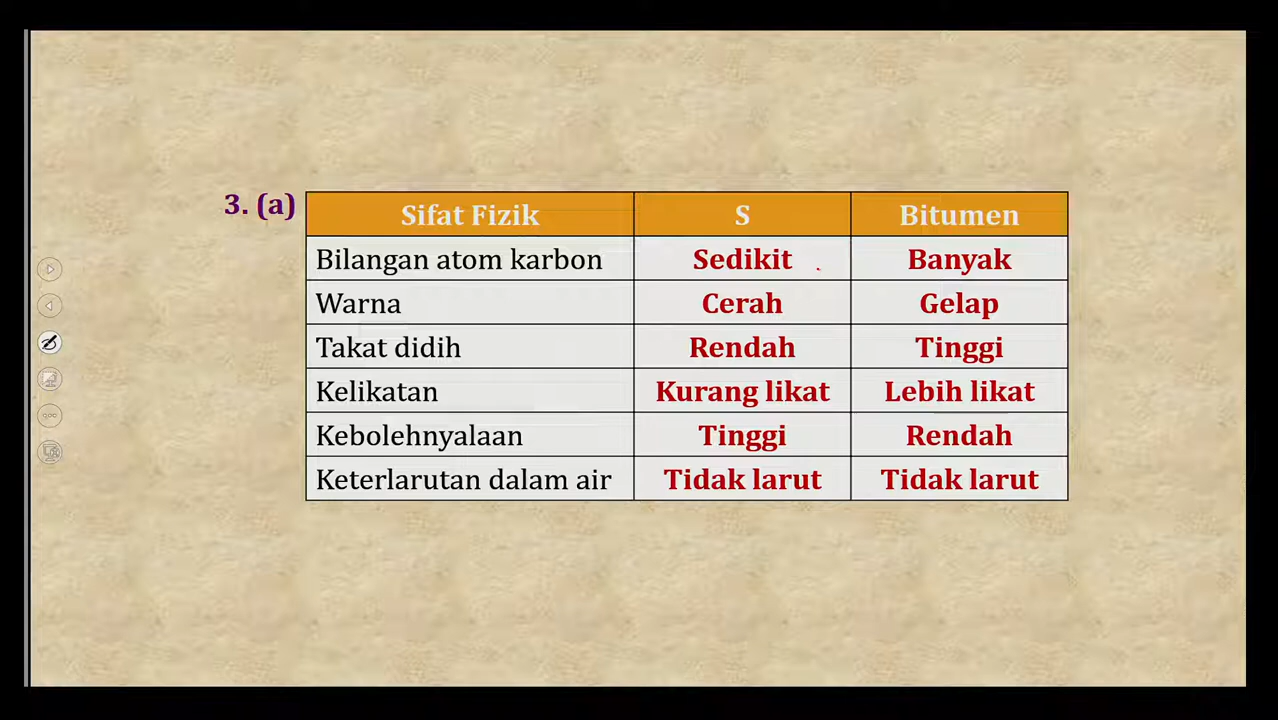 3. (a)
Sifat Fizik S Bitumen
Bilangan atom karbon Sedikit Banyak
Warna Cerah Gelap
Takat didih Rendah Tinggi
Kelikatan Kurang likat Lebih likat
Kebolehnyalaan Tinggi Rendah
Keterlarutan dalam air Tidak larut Tidak larut